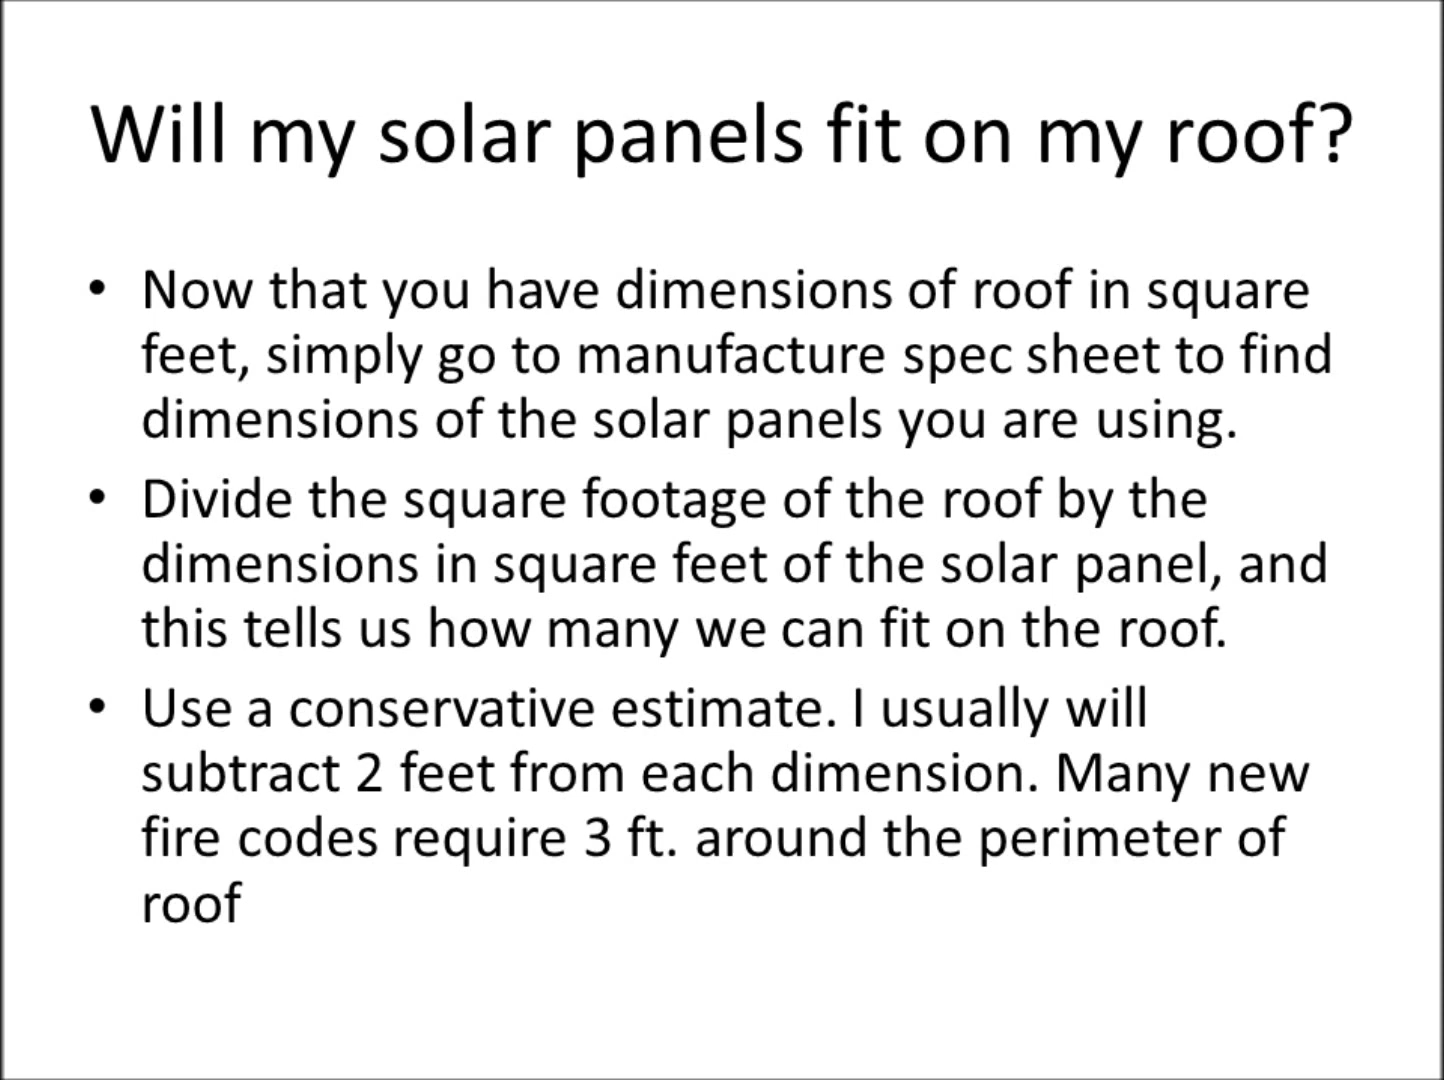 Will my solar panels fit on my roof?
• Now that you have dimensions of roof in square
feet, simply go to manufacture spec sheet to find
dimensions of the solar panels you are using.
• Divide the square footage of the roof by the
dimensions in square feet of the solar panel, and
this tells us how many we can fit on the roof.
• Use a conservative estimate. I usually will
subtract 2 feet from each dimension. Many new
fire codes require 3 ft. around the perimeter of
roof